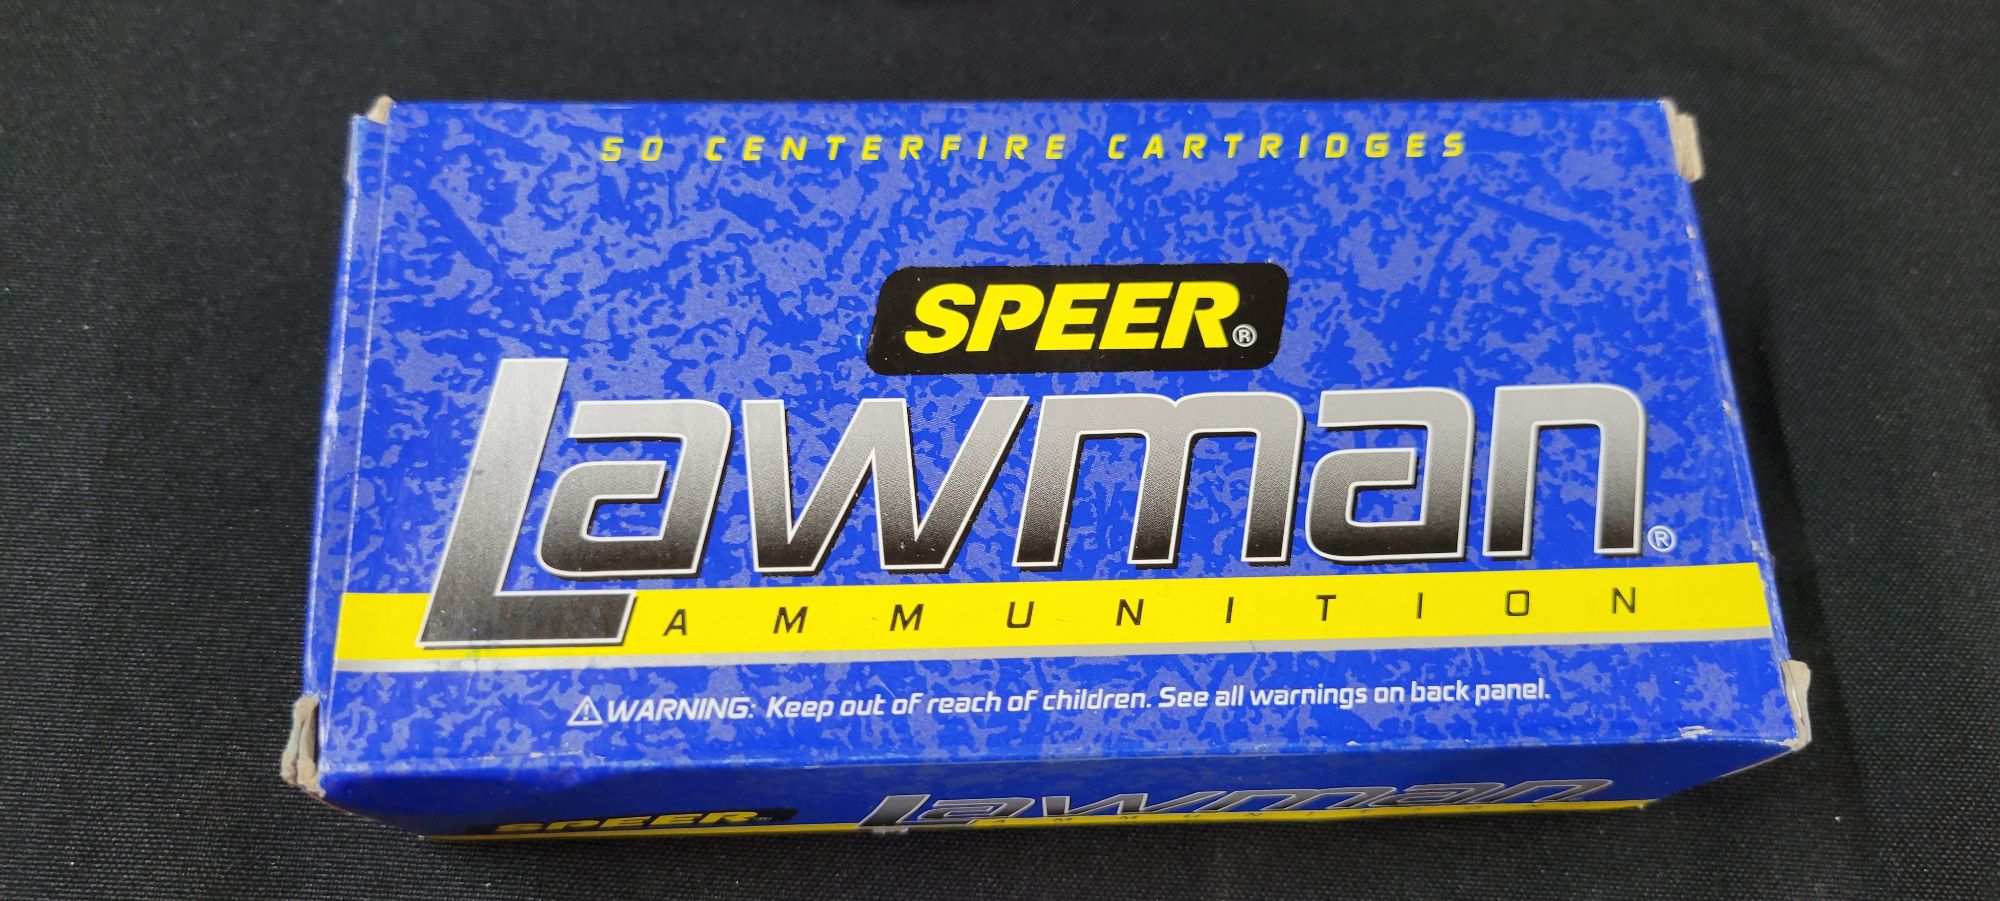 50 CENTERFIRE CARTRIDGES
SPEER®
Lawman®
AMMUNITION
⚠WARNING: Keep out of reach of children. See all warnings on back panel.
SPEER
Lawman
AMMUNITION